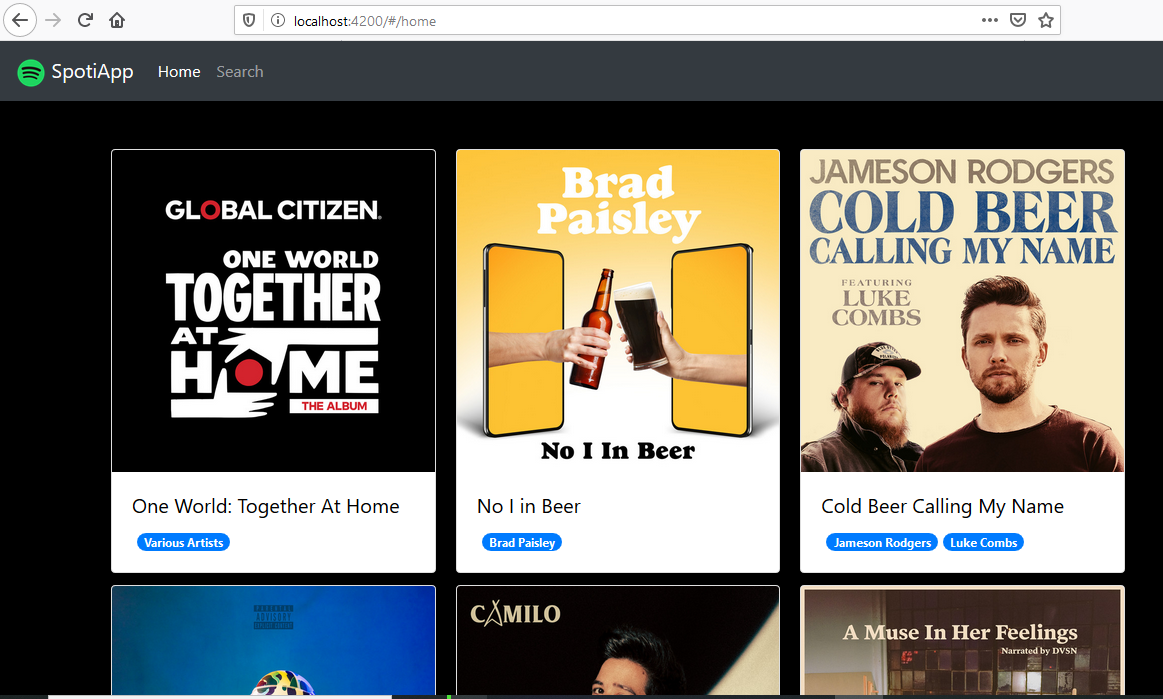 localhost:4200/#/home
SpotiApp
Home
Search
GLOBAL CITIZEN.
ONE WORLD
TOGETHER
AT
HOME
THE ALBUM
One World: Together At Home
Various Artists
Brad
Paisley
No I In Beer
No I in Beer
Brad Paisley
JAMESON RODGERS
COLD BEER
CALLING MY NAME
FEATURING
LUKE
COMBS
Cold Beer Calling My Name
Jameson Rodgers
Luke Combs
PARENTAL
ADVISORY
CAMILO
A Muse In Her Feelings
Narrated by DVSN